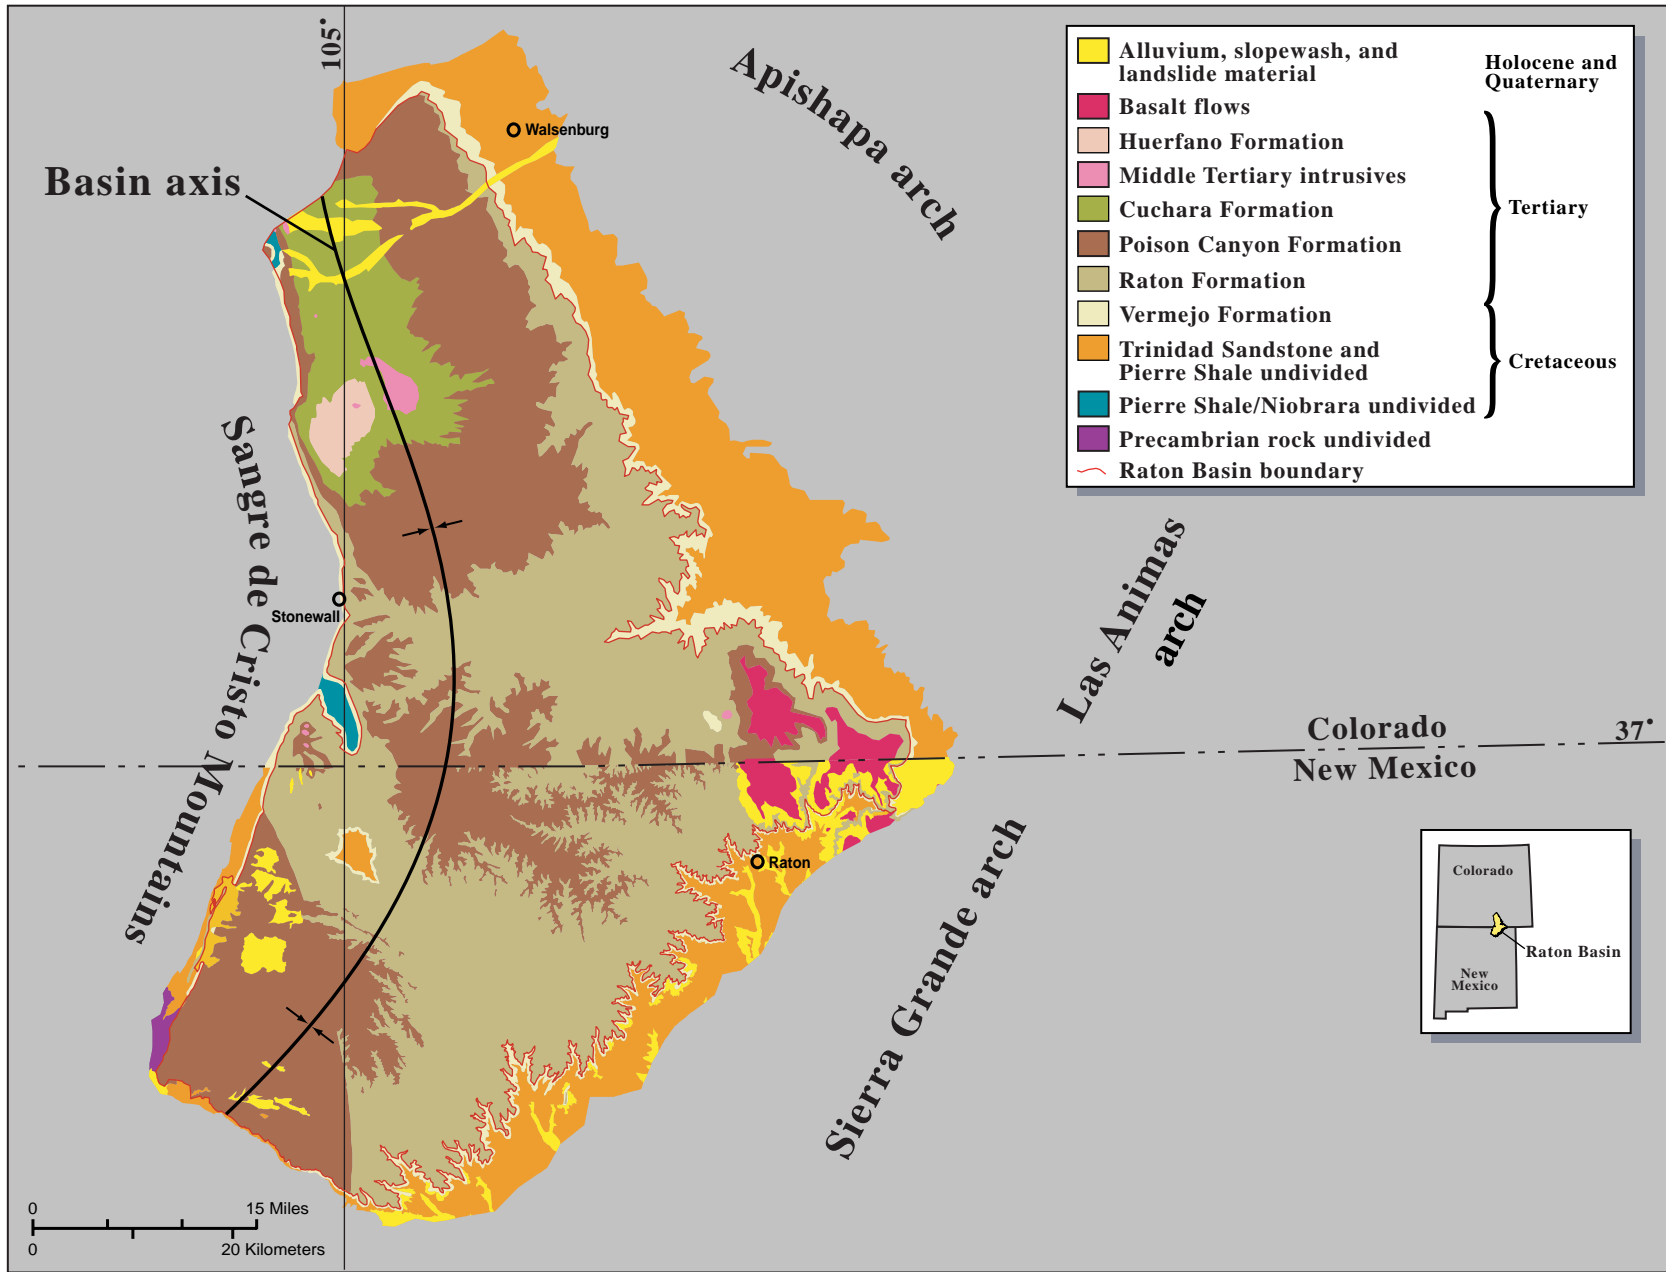 105°
Walsenburg
Apishapa arch
Basin axis
Alluvium, slopewash, and
landslide material
Holocene and
Quaternary
Basalt flows
Huerfano Formation
Middle Tertiary intrusives
Cuchara Formation
Tertiary
Poison Canyon Formation
Raton Formation
Vermejo Formation
Trinidad Sandstone and
Pierre Shale undivided
Cretaceous
Pierre Shale/Niobrara undivided
Precambrian rock undivided
Raton Basin boundary
Sangre de Cristo Mountains
Stonewall
Las Animas
arch
Colorado
37°
New Mexico
Raton
Sierra Grande arch
Colorado
Raton Basin
New
Mexico
0
15 Miles
0
20 Kilometers